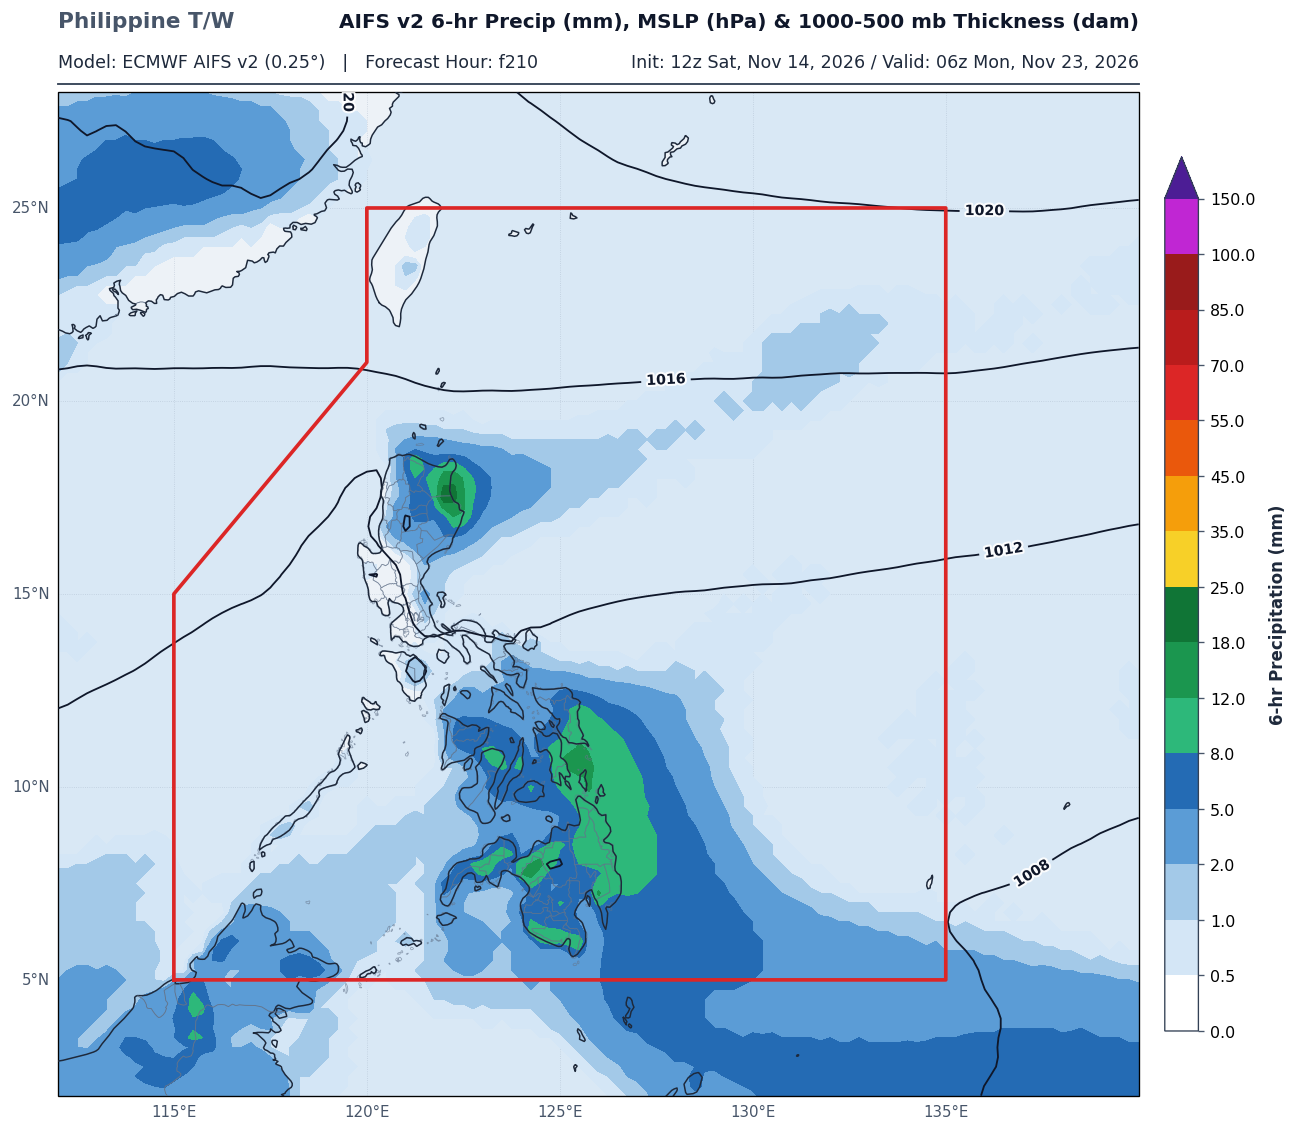 Philippine T/W
AIFS v2 6-hr Precip (mm), MSLP (hPa) & 1000-500 mb Thickness (dam)
Model: ECMWF AIFS v2 (0.25°)   |   Forecast Hour: f210
Init: 12z Sat, Nov 14, 2026 / Valid: 06z Mon, Nov 23, 2026
20
25°N
1020
20°N
1016
15°N
1012
10°N
1008
5°N
115°E
120°E
125°E
130°E
135°E
150.0
100.0
85.0
70.0
55.0
45.0
35.0
25.0
18.0
12.0
8.0
5.0
2.0
1.0
0.5
0.0
6-hr Precipitation (mm)